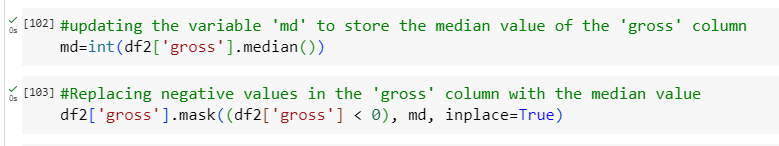 [102] #updating the variable 'md' to store the median value of the 'gross' column
0s md=int(df2['gross'].median())
[103] #Replacing negative values in the 'gross' column with the median value
0s df2['gross'].mask((df2['gross'] < 0), md, inplace=True)